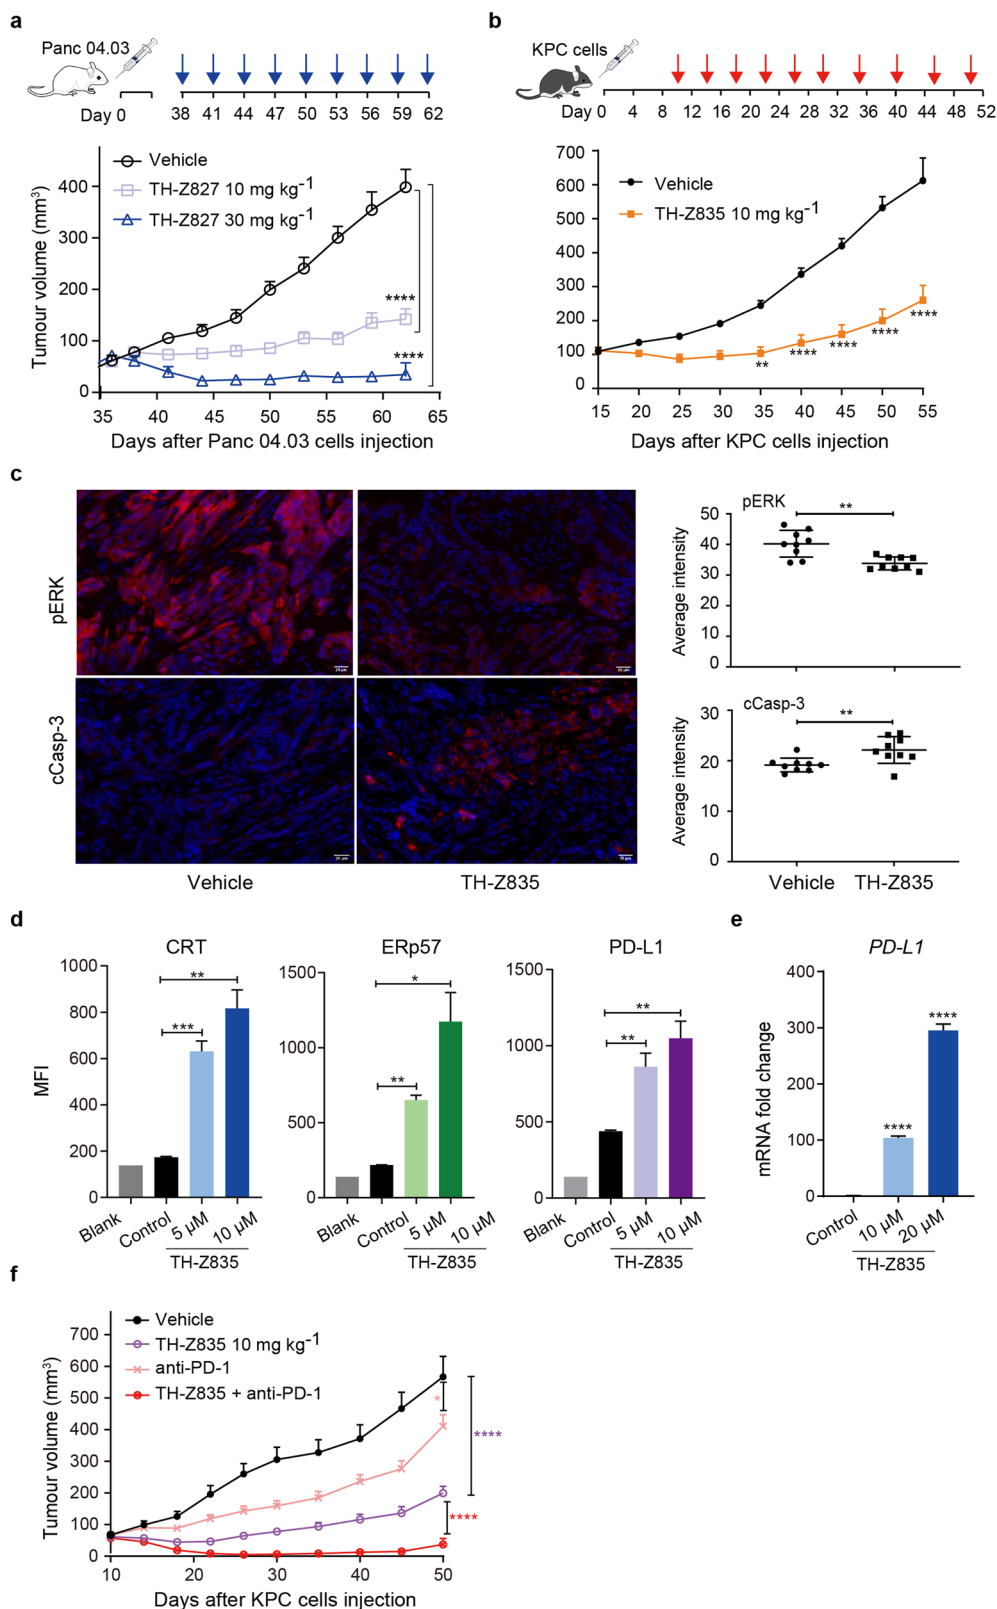 a
Panc 04.03
Day 0
38 41 44 47 50 53 56 59 62
Vehicle
TH-Z827 10 mg kg-1
TH-Z827 30 mg kg-1
Tumour volume (mm3)
400
300
200
100
0
****
****
35 40 45 50 55 60 65
Days after Panc 04.03 cells injection
b
KPC cells
Day 0 4 8 12 16 20 24 28 32 36 40 44 48 52
700
600
500
400
300
200
100
0
Vehicle
TH-Z835 10 mg kg-1
** **** **** **** ****
15 20 25 30 35 40 45 50 55
Days after KPC cells injection
c
pERK
cCasp-3
20 μm
20 μm
20 μm
20 μm
Vehicle TH-Z835
pERK
**
Average intensity
50
40
30
20
10
0
cCasp-3
**
Average intensity
30
20
10
0
Vehicle TH-Z835
d
CRT
MFI
1000
800
600
400
200
0
**
***
Blank Control 5 μM 10 μM
TH-Z835
ERp57
1500
1000
500
0
*
**
Blank Control 5 μM 10 μM
TH-Z835
PD-L1
1500
1000
500
0
**
**
Blank Control 5 μM 10 μM
TH-Z835
e
PD-L1
mRNA fold change
400
300
200
100
0
****
****
Control 10 μM 20 μM
TH-Z835
f
Vehicle
TH-Z835 10 mg kg-1
anti-PD-1
TH-Z835 + anti-PD-1
Tumour volume (mm3)
700
600
500
400
300
200
100
0
*
****
****
10 20 30 40 50
Days after KPC cells injection